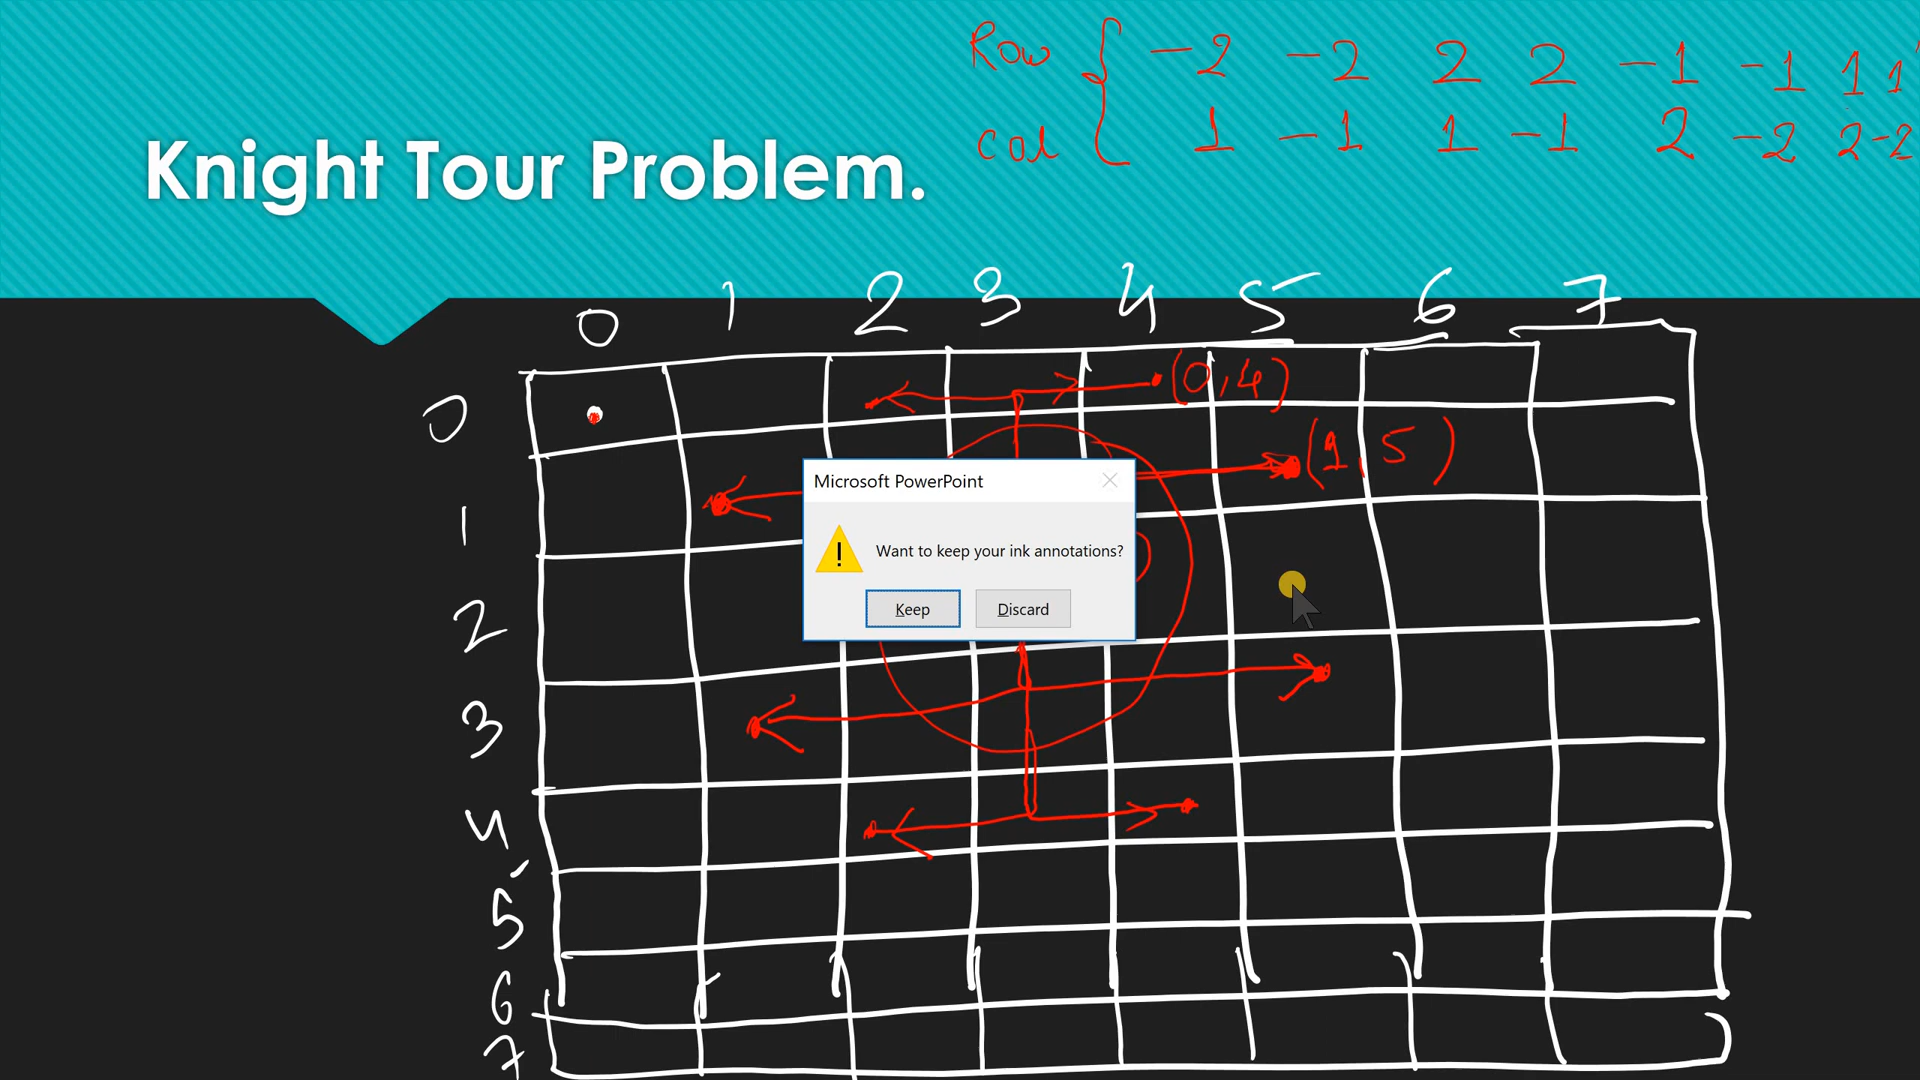 Row { -2 -2 2 2 -1 -1 1 1
col 1 -1 1 -1 2 -2 2 -2
Knight Tour Problem.
0 1 2 3 4 5 6 7
0
(0,4)
(1,5)
1
Microsoft PowerPoint
Want to keep your ink annotations?
Keep Discard
2
3
4
5
6
7